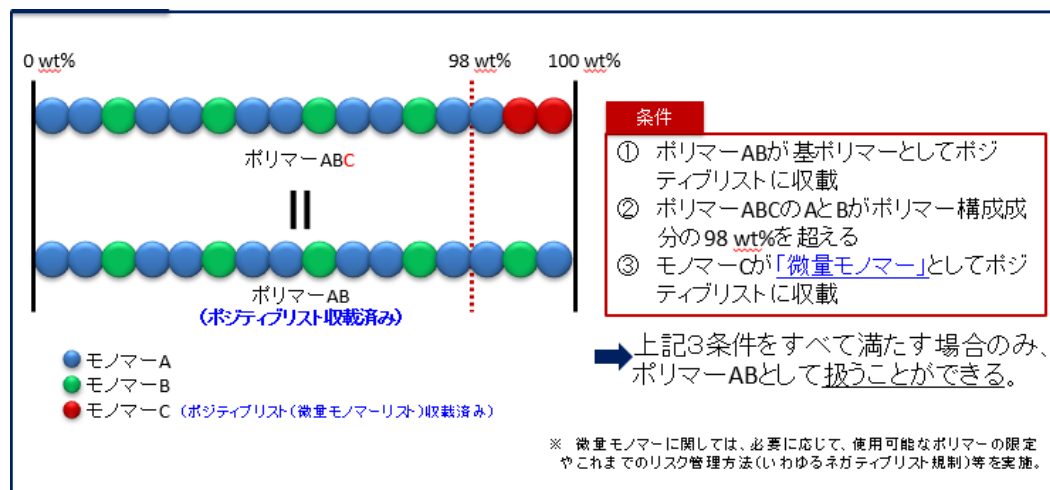 0 wt%
98 wt%
100 wt%
ポリマーABC
ポリマーAB
(ポジティブリスト収載済み)
モノマーA
モノマーB
モノマーC (ポジティブリスト(微量モノマーリスト)収載済み)
条件
① ポリマーABが基ポリマーとしてポジ
ティブリストに収載
② ポリマーABCのAとBがポリマー構成成
分の98 wt%を超える
③ モノマーCが「微量モノマー」としてポジ
ティブリストに収載
上記3条件をすべて満たす場合のみ、
ポリマーABとして扱うことができる。
※ 微量モノマーに関しては、必要に応じて、使用可能なポリマーの限定
やこれまでのリスク管理方法(いわゆるネガティブリスト規制)等を実施。